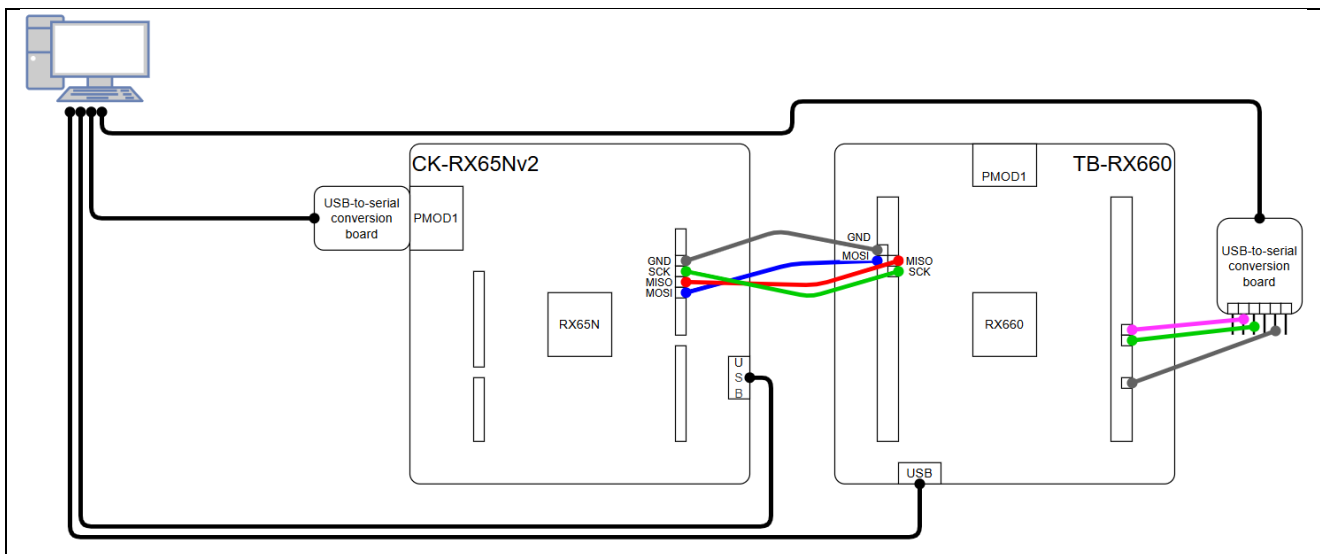 CK-RX65Nv2
TB-RX660
USB-to-serial
conversion
board
PMOD1
PMOD1
GND
SCK
MISO
MOSI
GND
MOSI
MISO
SCK
USB-to-serial
conversion
board
RX65N
RX660
U
S
B
USB